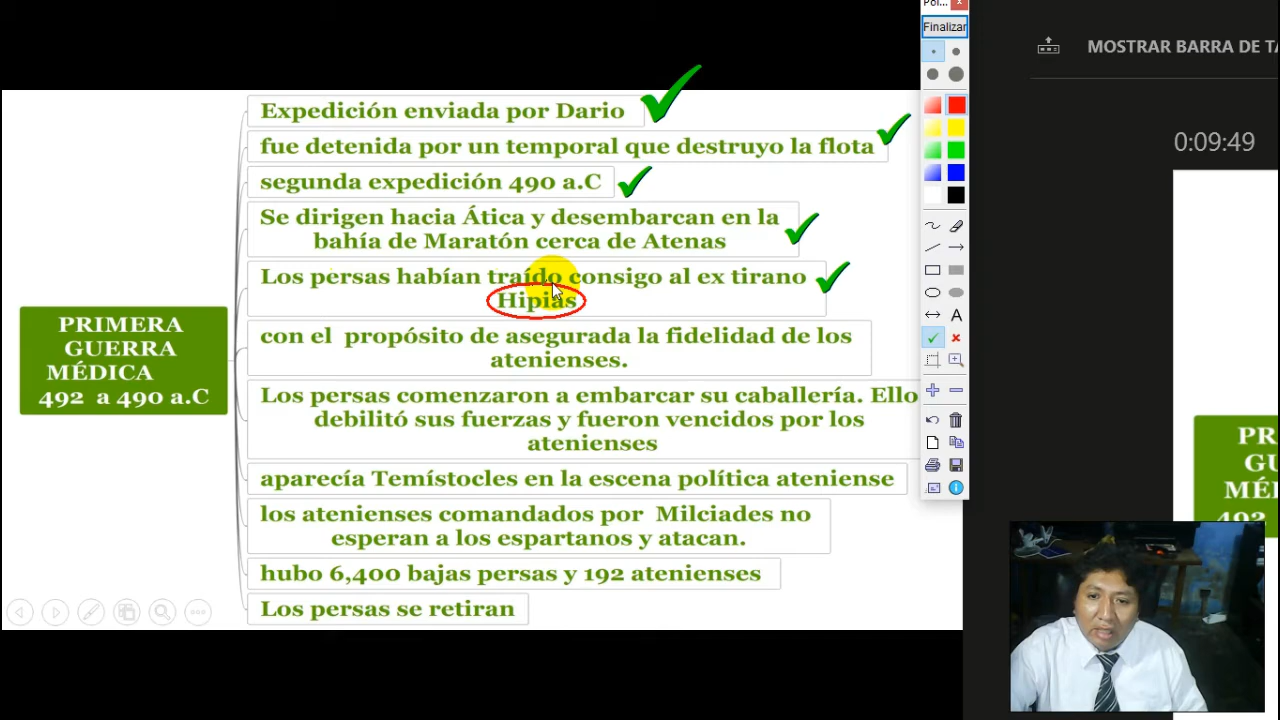 Finalizar
MOSTRAR BARRA DE TA
0:09:49
Expedición enviada por Dario
fue detenida por un temporal que destruyo la flota
segunda expedición 490 a.C
Se dirigen hacia Ática y desembarcan en la
bahía de Maratón cerca de Atenas
Los persas habían traído consigo al ex tirano
Hipias
con el propósito de asegurada la fidelidad de los
atenienses.
Los persas comenzaron a embarcar su caballería. Ello
debilitó sus fuerzas y fueron vencidos por los
atenienses
aparecía Temístocles en la escena política ateniense
los atenienses comandados por Milciades no
esperan a los espartanos y atacan.
hubo 6,400 bajas persas y 192 atenienses
Los persas se retiran
PRIMERA
GUERRA
MÉDICA
492 a 490 a.C
A
PR
GU
MÉI
492